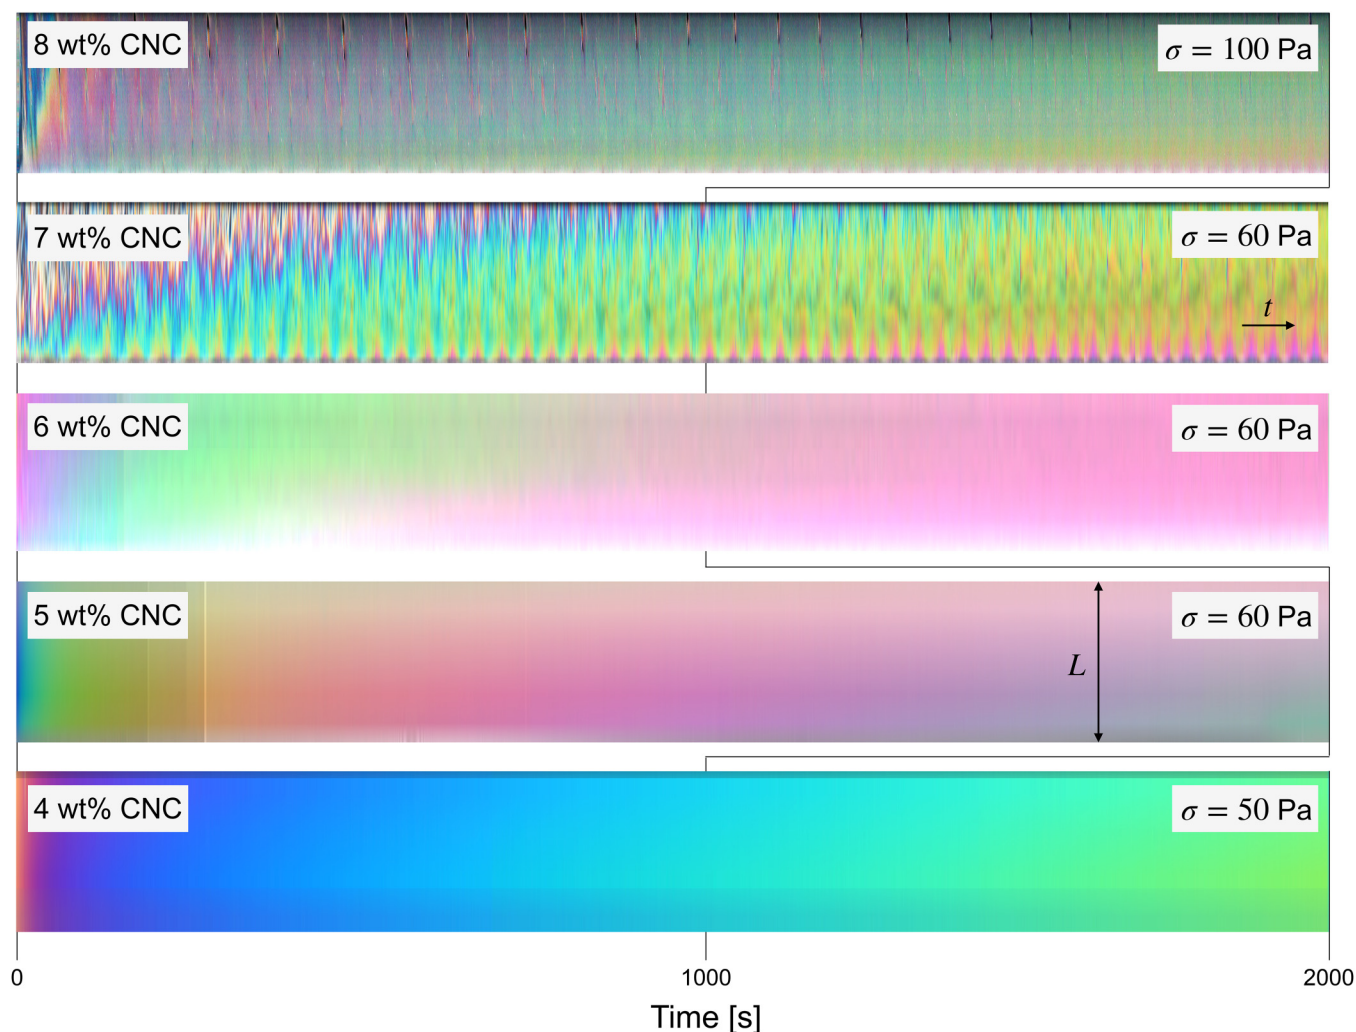 8 wt% CNC
σ = 100 Pa
7 wt% CNC
σ = 60 Pa
t
6 wt% CNC
σ = 60 Pa
5 wt% CNC
σ = 60 Pa
L
4 wt% CNC
σ = 50 Pa
0
1000
2000
Time [s]